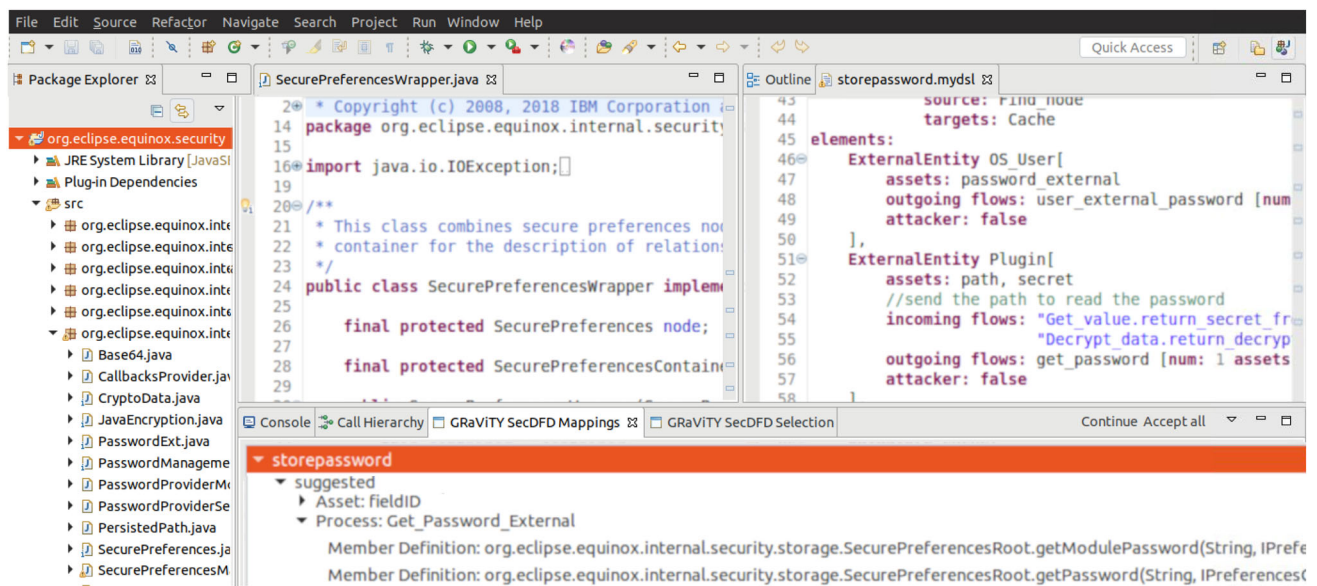 File Edit Source Refactor Navigate Search Project Run Window Help
Quick Access
Package Explorer
SecurePreferencesWrapper.java
Outline
storepassword.mydsl
org.eclipse.equinox.security
JRE System Library [JavaSE
Plug-in Dependencies
src
org.eclipse.equinox.inte
org.eclipse.equinox.inte
org.eclipse.equinox.inte
org.eclipse.equinox.inte
org.eclipse.equinox.inte
org.eclipse.equinox.inte
Base64.java
CallbacksProvider.jav
CryptoData.java
JavaEncryption.java
PasswordExt.java
PasswordManageme
PasswordProviderMo
PasswordProviderSe
PersistedPath.java
SecurePreferences.ja
SecurePreferencesM
2 * Copyright (c) 2008, 2018 IBM Corporation a
14 package org.eclipse.equinox.internal.security
15
16 import java.io.IOException;
19
20 /**
21 * This class combines secure preferences nod
22 * container for the description of relations
23 */
24 public class SecurePreferencesWrapper impleme
25
26 final protected SecurePreferences node;
27
28 final protected SecurePreferencesContaine
29
43 source: Find_node
44 targets: Cache
45 elements:
46 ExternalEntity OS_User[
47 assets: password_external
48 outgoing flows: user_external_password [num
49 attacker: false
50 ],
51 ExternalEntity Plugin[
52 assets: path, secret
53 //send the path to read the password
54 incoming flows: "Get_value.return_secret_fr
55 "Decrypt_data.return_decryp
56 outgoing flows: get_password [num: 1 assets
57 attacker: false
58 ]
Console
Call Hierarchy
GRaViTY SecDFD Mappings
GRaViTY SecDFD Selection
Continue Accept all
storepassword
suggested
Asset: fieldID
Process: Get_Password_External
Member Definition: org.eclipse.equinox.internal.security.storage.SecurePreferencesRoot.getModulePassword(String, IPrefe
Member Definition: org.eclipse.equinox.internal.security.storage.SecurePreferencesRoot.getPassword(String, IPreferencesC